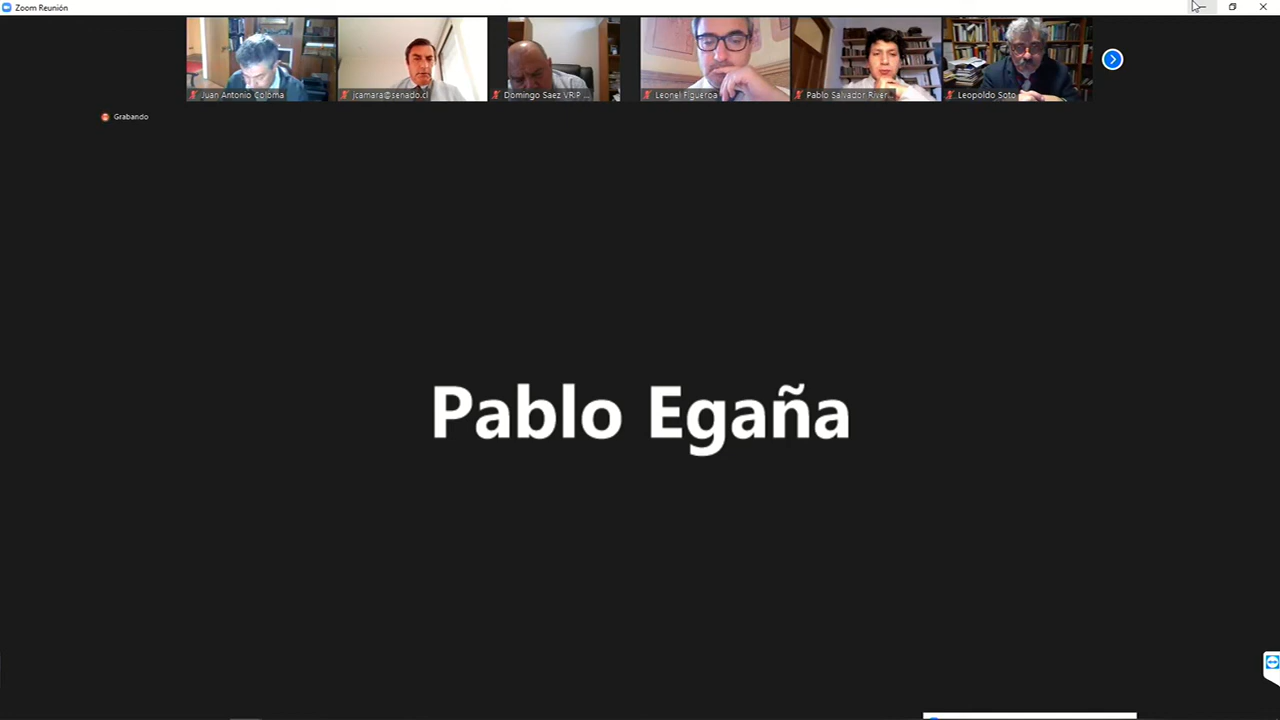 Zoom Reunión
Juan Antonio Coloma
jcamara@senado.cl
Domingo Saez VRIP ...
Leonel Figueroa
Pablo Salvador River...
Leopoldo Soto
Grabando
Pablo Egaña